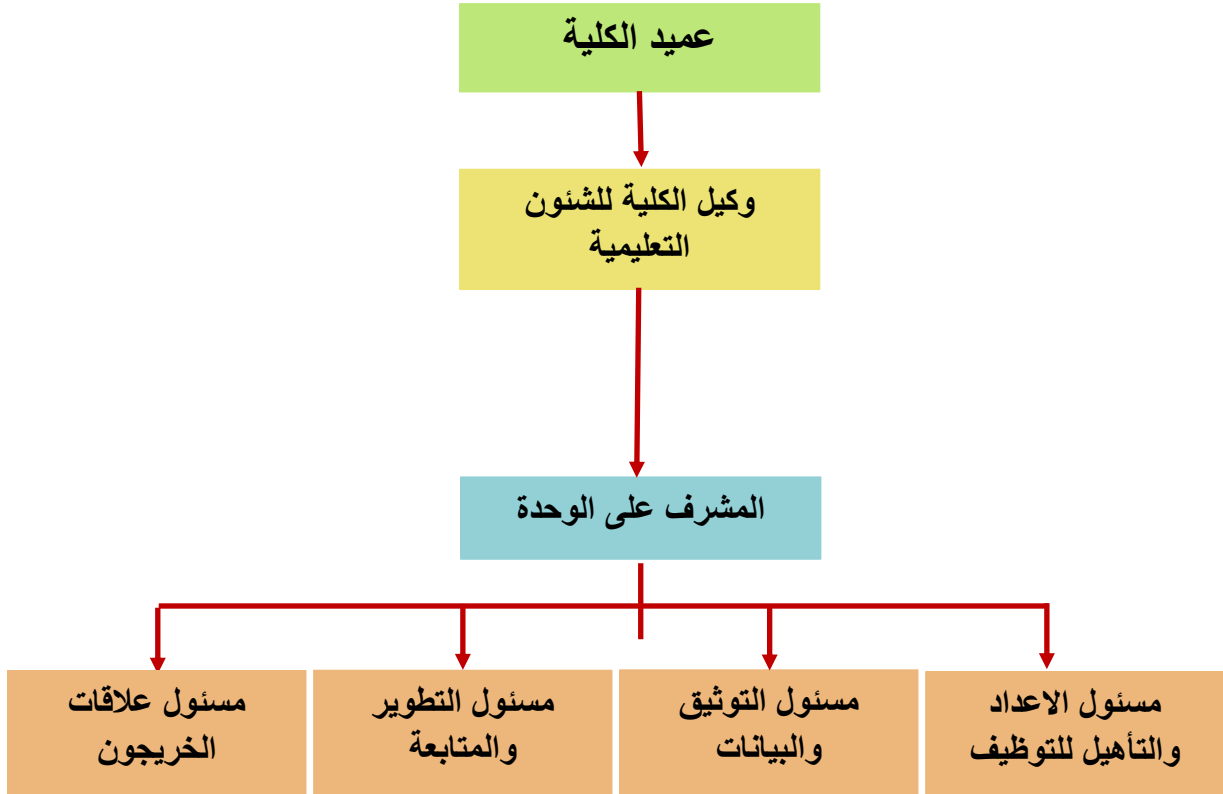 عميد الكلية
وكيل الكلية للشئون
التعليمية
المشرف على الوحدة
مسئول الاعداد
والتأهيل للتوظيف
مسئول التوثيق
والبيانات
مسئول التطوير
والمتابعة
مسئول علاقات
الخريجون